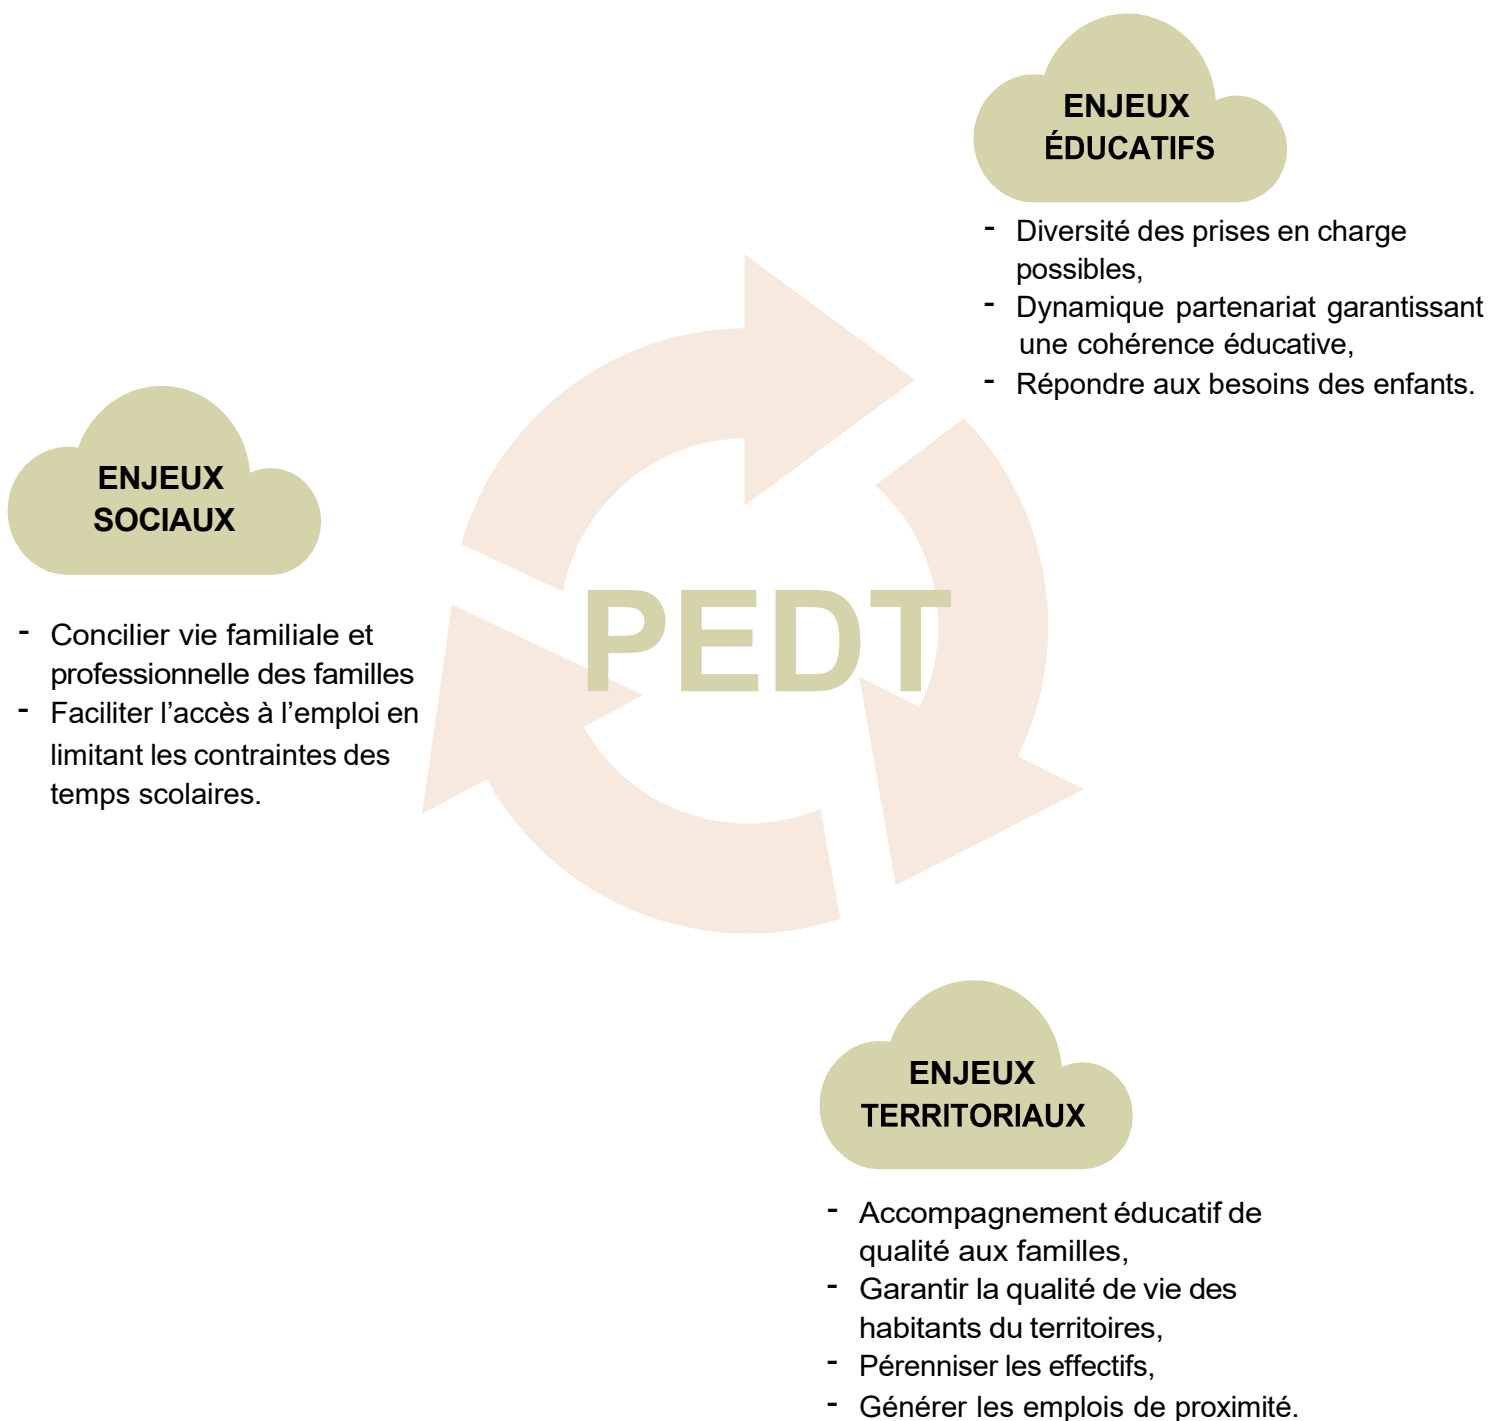 ENJEUX
ÉDUCATIFS
- Diversité des prises en charge
possibles,
- Dynamique partenariat garantissant
une cohérence éducative,
- Répondre aux besoins des enfants.
ENJEUX
SOCIAUX
- Concilier vie familiale et
professionnelle des familles
- Faciliter l’accès à l’emploi en
limitant les contraintes des
temps scolaires.
PEDT
ENJEUX
TERRITORIAUX
- Accompagnement éducatif de
qualité aux familles,
- Garantir la qualité de vie des
habitants du territoires,
- Pérenniser les effectifs,
- Générer les emplois de proximité.